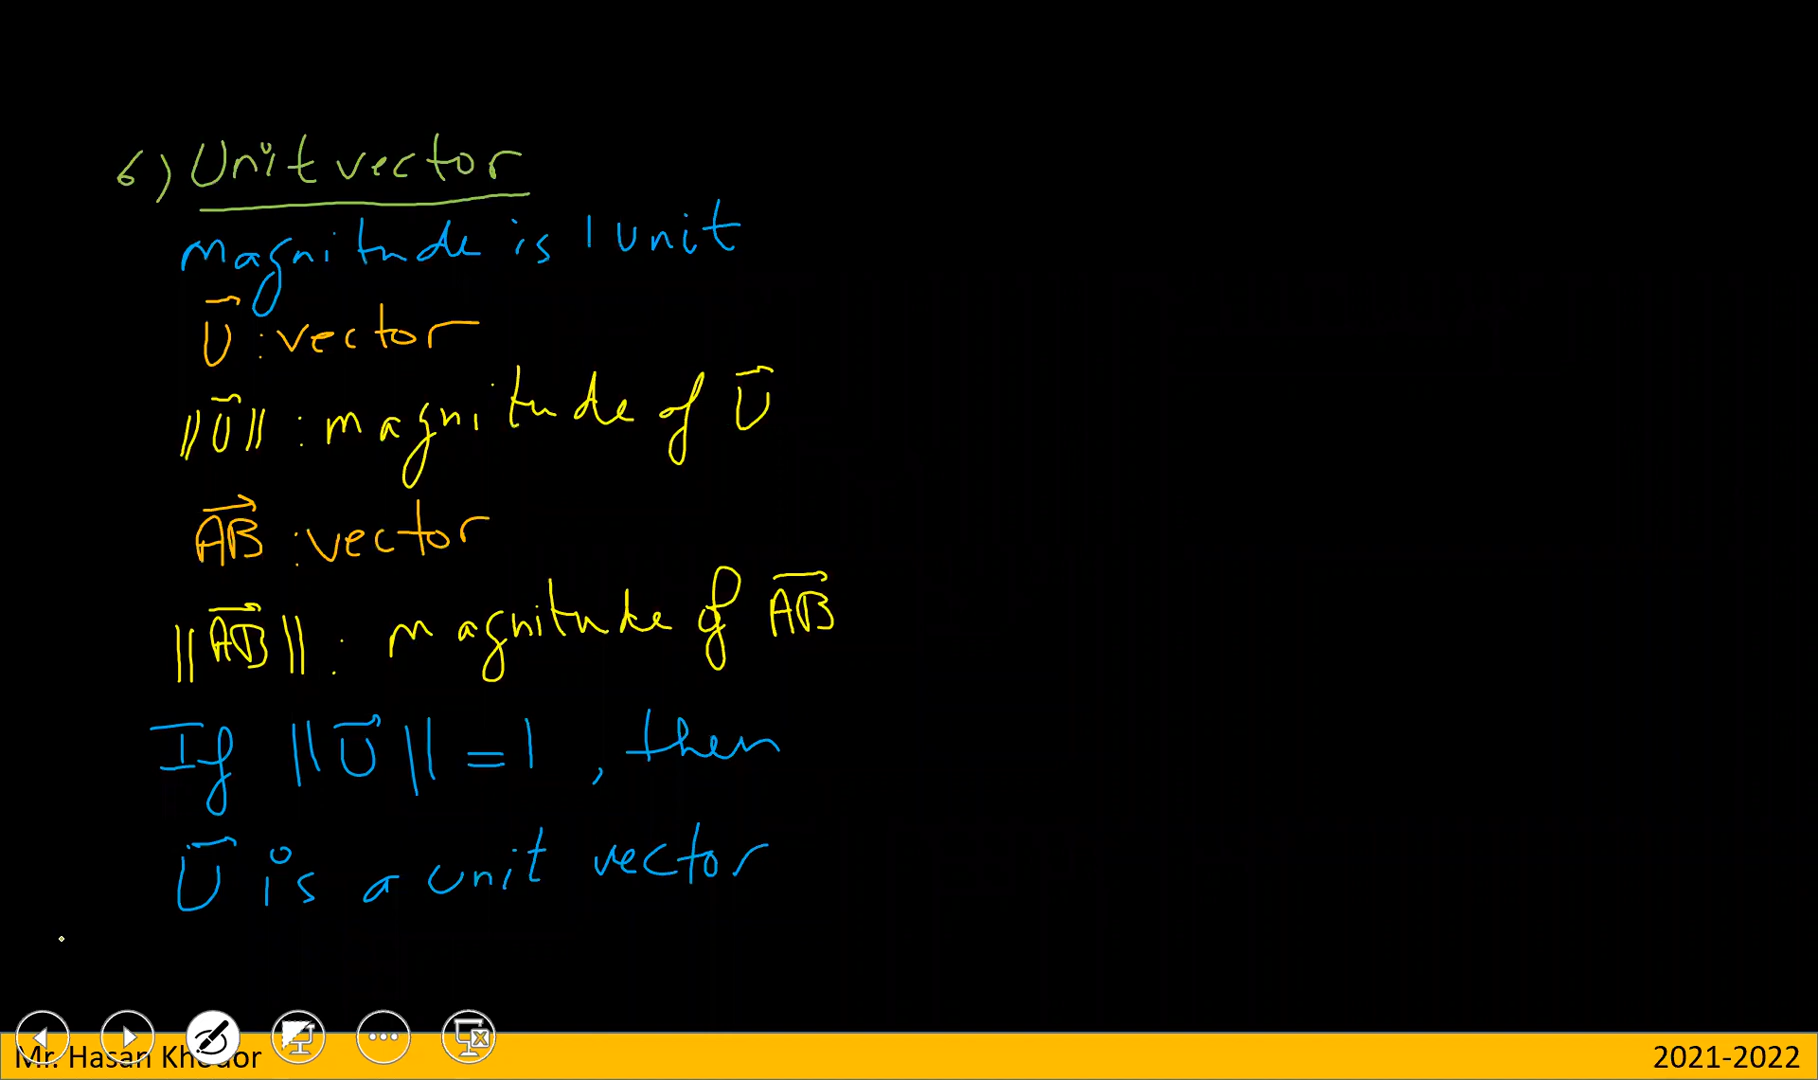 6) Unit vector
magnitude is 1 unit
U⃗ : vector
||U⃗|| : magnitude of U⃗
AB⃗ : vector
||AB⃗|| : magnitude of AB⃗
If ||U⃗|| = 1 , then
U⃗ is a unit vector
Mr. Hasan Khodor 2021-2022